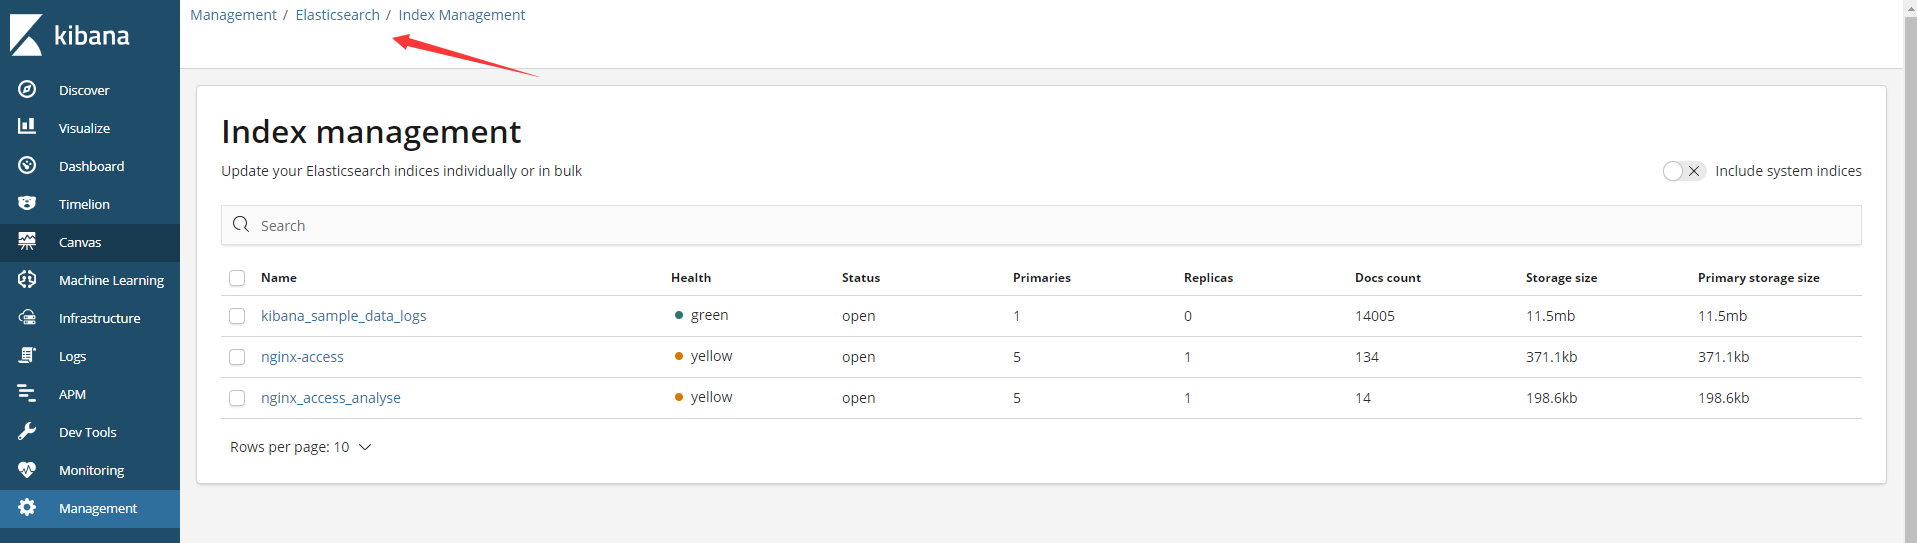 Management / Elasticsearch / Index Management
kibana
Discover
Visualize
Dashboard
Timelion
Canvas
Machine Learning
Infrastructure
Logs
APM
Dev Tools
Monitoring
Management
Index management
Update your Elasticsearch indices individually or in bulk
Include system indices
Search
Name Health Status Primaries Replicas Docs count Storage size Primary storage size
kibana_sample_data_logs green open 1 0 14005 11.5mb 11.5mb
nginx-access yellow open 5 1 134 371.1kb 371.1kb
nginx_access_analyse yellow open 5 1 14 198.6kb 198.6kb
Rows per page: 10